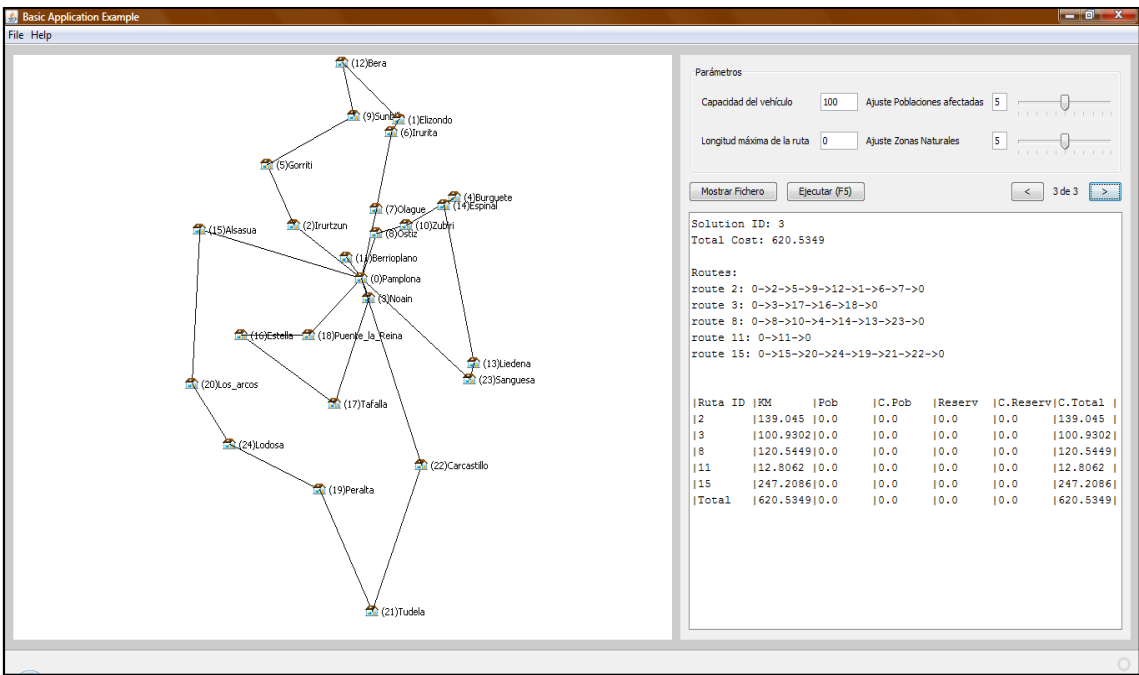 Basic Application Example
File Help
(12)Bera
(9)Sunb
(1)Elizondo
(6)Irurita
(5)Gorriti
(4)Burguete
(14)Espinal
(7)Olague
(2)Irurtzun
(10)Zubiri
(15)Alsasua
(8)Ostiz
(11)Berrioplano
(0)Pamplona
(3)Noain
(16)Estella
(18)Puente_la_Reina
(13)Liedena
(23)Sanguesa
(20)Los_arcos
(17)Tafalla
(24)Lodosa
(22)Carcastillo
(19)Peralta
(21)Tudela
Parámetros
Capacidad del vehículo 100 Ajuste Poblaciones afectadas 5
Longitud máxima de la ruta 0 Ajuste Zonas Naturales 5
Mostrar Fichero Ejecutar (F5) < 3 de 3 >
Solution ID: 3
Total Cost: 620.5349
Routes:
route 2: 0->2->5->9->12->1->6->7->0
route 3: 0->3->17->16->18->0
route 8: 0->8->10->4->14->13->23->0
route 11: 0->11->0
route 15: 0->15->20->24->19->21->22->0
|Ruta ID |KM |Pob |C.Pob |Reserv |C.Reserv|C.Total |
|2 |139.045 |0.0 |0.0 |0.0 |0.0 |139.045 |
|3 |100.9302|0.0 |0.0 |0.0 |0.0 |100.9302|
|8 |120.5449|0.0 |0.0 |0.0 |0.0 |120.5449|
|11 |12.8062 |0.0 |0.0 |0.0 |0.0 |12.8062 |
|15 |247.2086|0.0 |0.0 |0.0 |0.0 |247.2086|
|Total |620.5349|0.0 |0.0 |0.0 |0.0 |620.5349|